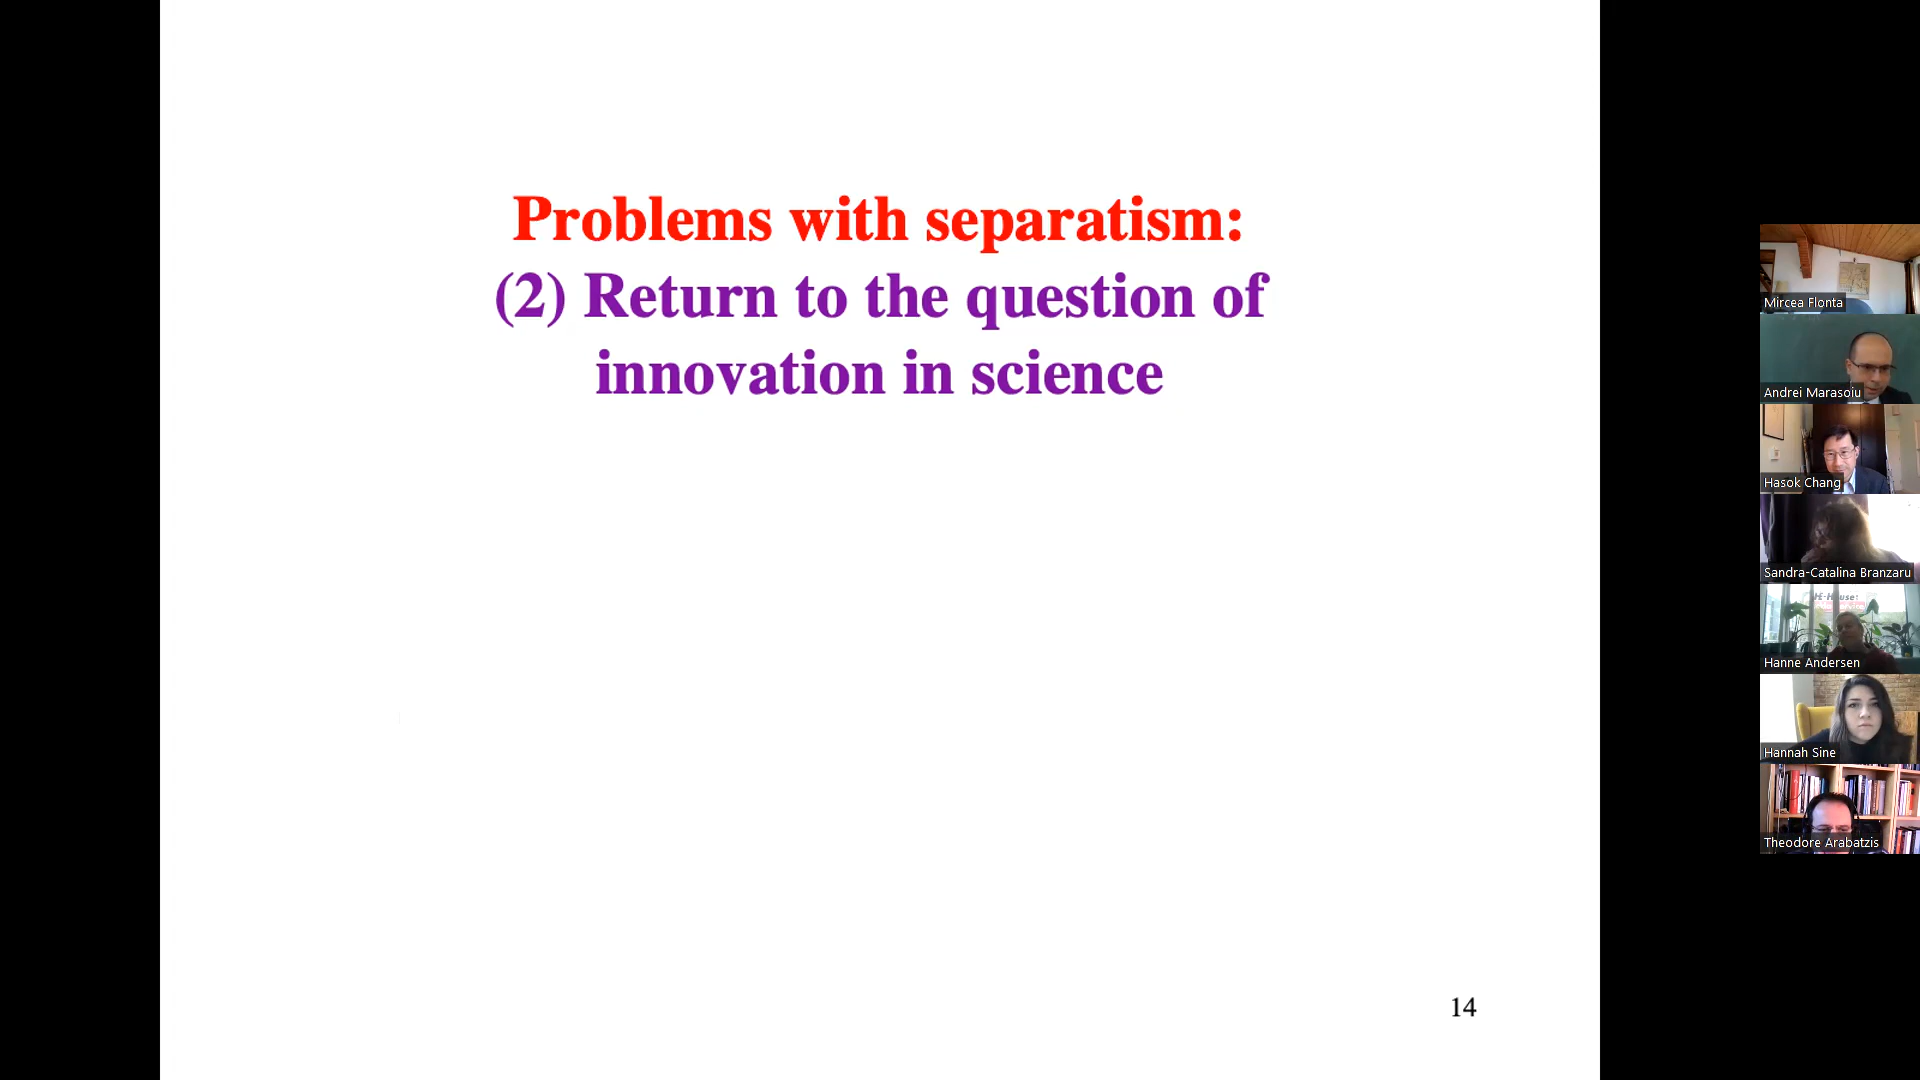 Problems with separatism:
(2) Return to the question of
innovation in science
14
Mircea Flonta
Andrei Marasoiu
Hasok Chang
Sandra-Catalina Branzaru
Hanne Andersen
Hannah Sine
Theodore Arabatzis